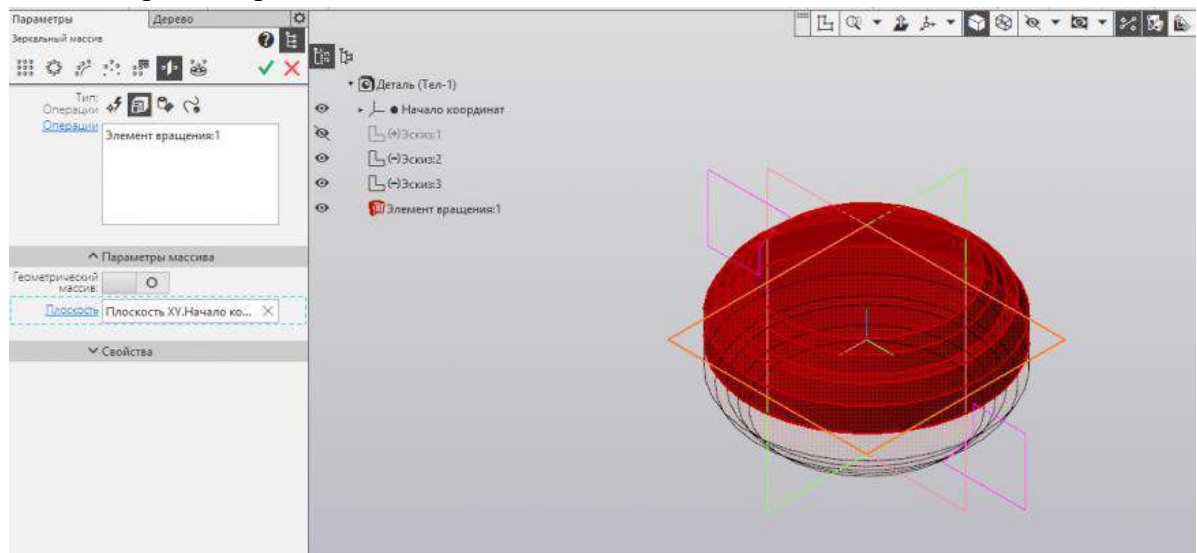 Параметры
Дерево
Зеркальный массив
Тип:
Операции
Операции
Элемент вращения:1
Параметры массива
Геометрический
массив:
Плоскость
Плоскость XY.Начало ко...
Свойства
Деталь (Тел-1)
Начало координат
(+)Эскиз:1
(-)Эскиз:2
(-)Эскиз:3
Элемент вращения:1